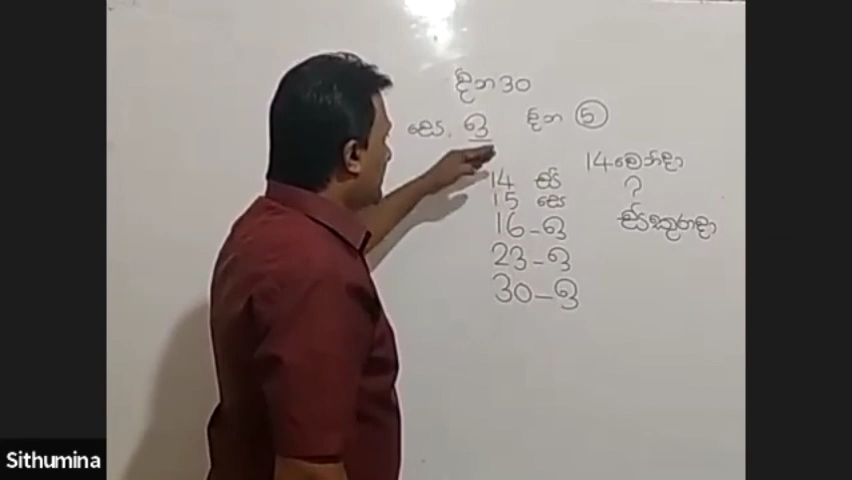 දින 30
සෙ. ඉ දින 5
14 වෙන්දා
14 සි
?
15 සෙ
16 - ඉ
සිකුරාදා
23 - ඉ
30 - ඉ
Sithumina